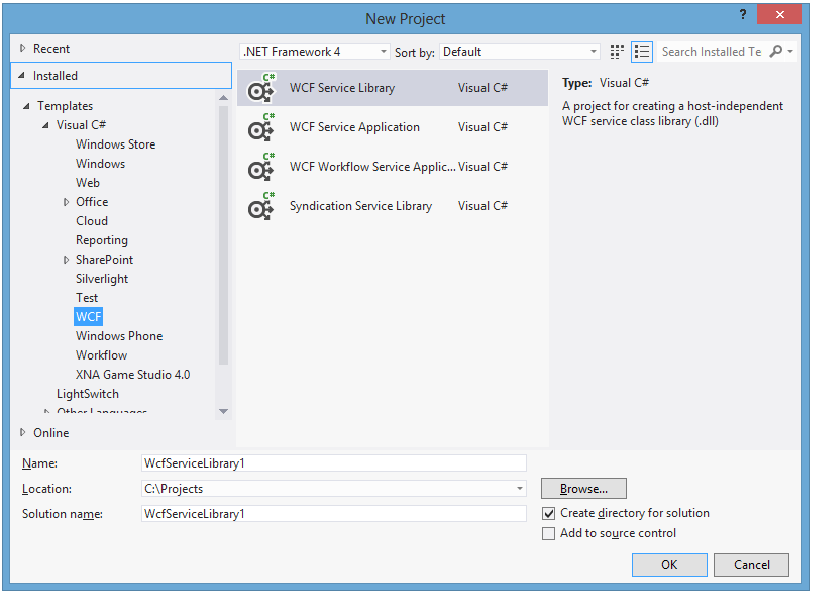 New Project
?
Recent
Installed
Templates
Visual C#
Windows Store
Windows
Web
Office
Cloud
Reporting
SharePoint
Silverlight
Test
WCF
Windows Phone
Workflow
XNA Game Studio 4.0
LightSwitch
Other Languages
Online
.NET Framework 4
Sort by: Default
Search Installed Te
C# WCF Service Library Visual C#
C# WCF Service Application Visual C#
C# WCF Workflow Service Applic... Visual C#
C# Syndication Service Library Visual C#
Type: Visual C#
A project for creating a host-independent
WCF service class library (.dll)
Name: WcfServiceLibrary1
Location: C:\Projects
Browse...
Solution name: WcfServiceLibrary1
Create directory for solution
Add to source control
OK
Cancel